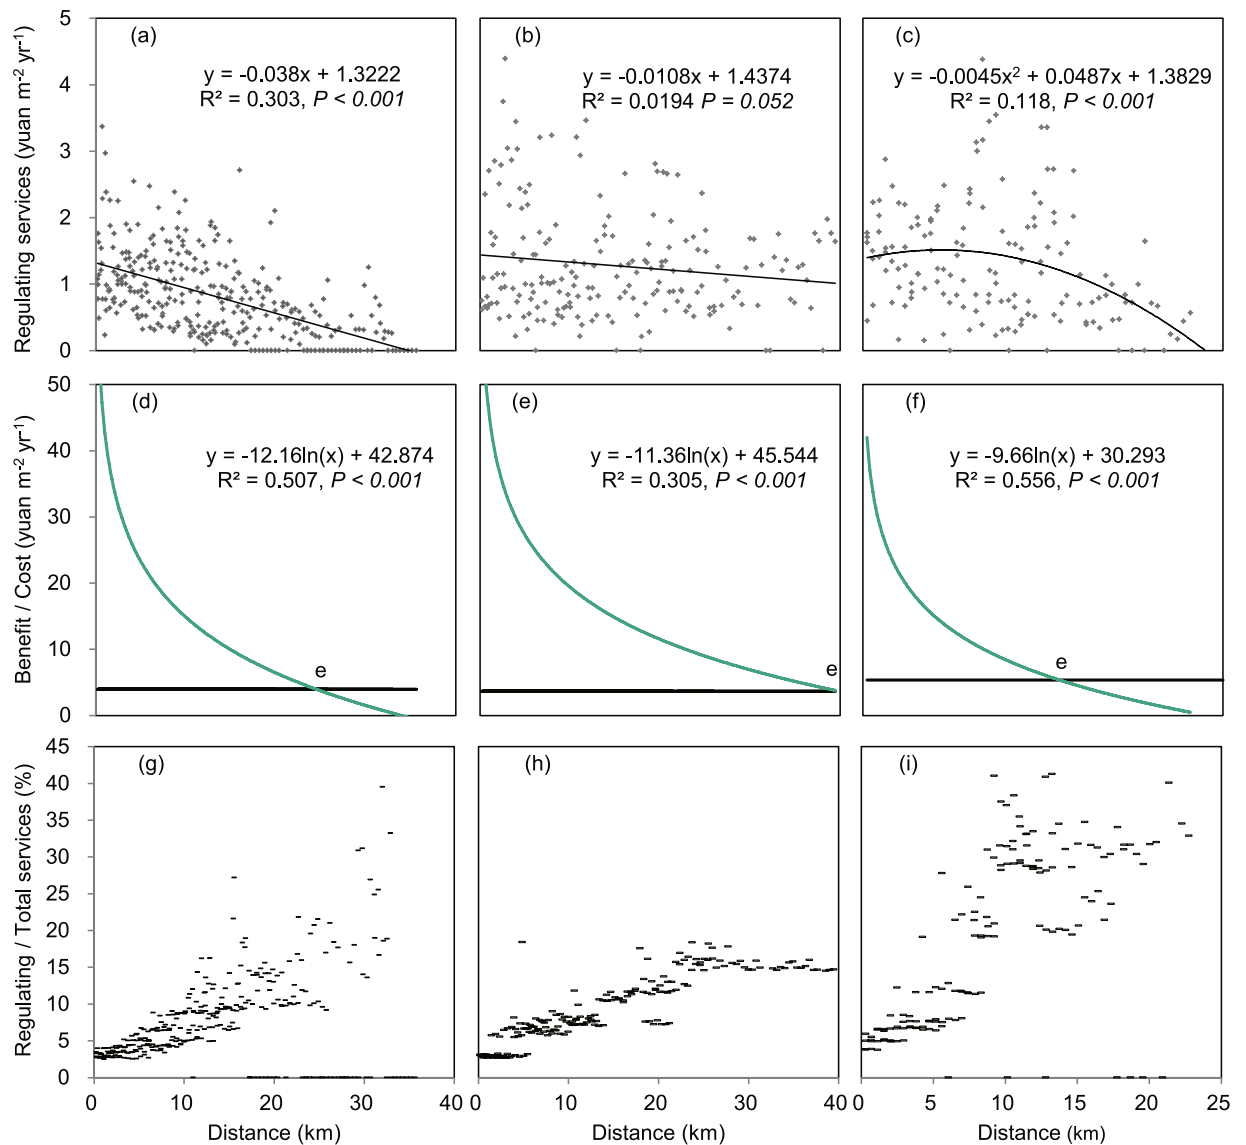 Regulating services (yuan m⁻² yr⁻¹)
5
4
3
2
1
0
(a)
y = -0.038x + 1.3222
R² = 0.303, P < 0.001
(b)
y = -0.0108x + 1.4374
R² = 0.0194 P = 0.052
(c)
y = -0.0045x² + 0.0487x + 1.3829
R² = 0.118, P < 0.001
Benefit / Cost (yuan m⁻² yr⁻¹)
50
40
30
20
10
0
(d)
y = -12.16ln(x) + 42.874
R² = 0.507, P < 0.001
e
(e)
y = -11.36ln(x) + 45.544
R² = 0.305, P < 0.001
e
(f)
y = -9.66ln(x) + 30.293
R² = 0.556, P < 0.001
e
Regulating / Total services (%)
45
40
35
30
25
20
15
10
5
0
(g)
0 10 20 30 40
Distance (km)
(h)
0 10 20 30 40
Distance (km)
(i)
0 5 10 15 20 25
Distance (km)